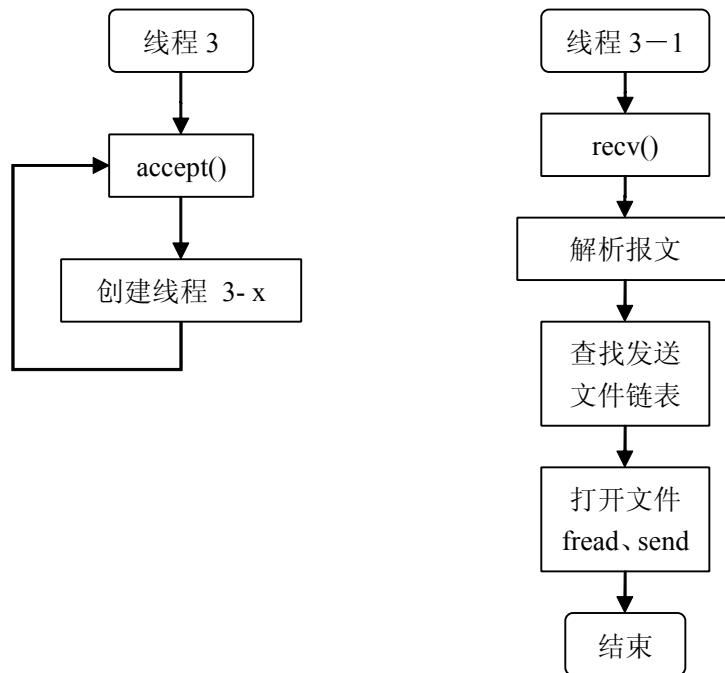 线程 3
accept()
创建线程 3- x
线程 3－1
recv()
解析报文
查找发送
文件链表
打开文件
fread、send
结束